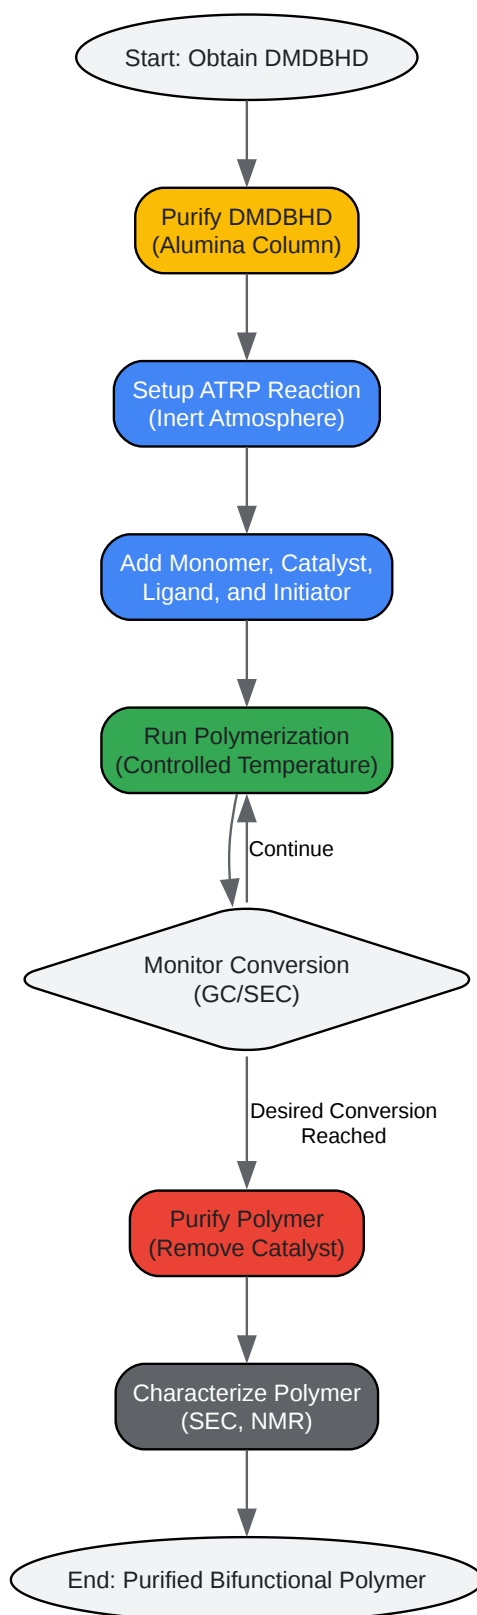 Start: Obtain DMDBHD
Purify DMDBHD
(Alumina Column)
Setup ATRP Reaction
(Inert Atmosphere)
Add Monomer, Catalyst,
Ligand, and Initiator
Run Polymerization
(Controlled Temperature)
Continue
Monitor Conversion
(GC/SEC)
Desired Conversion
Reached
Purify Polymer
(Remove Catalyst)
Characterize Polymer
(SEC, NMR)
End: Purified Bifunctional Polymer